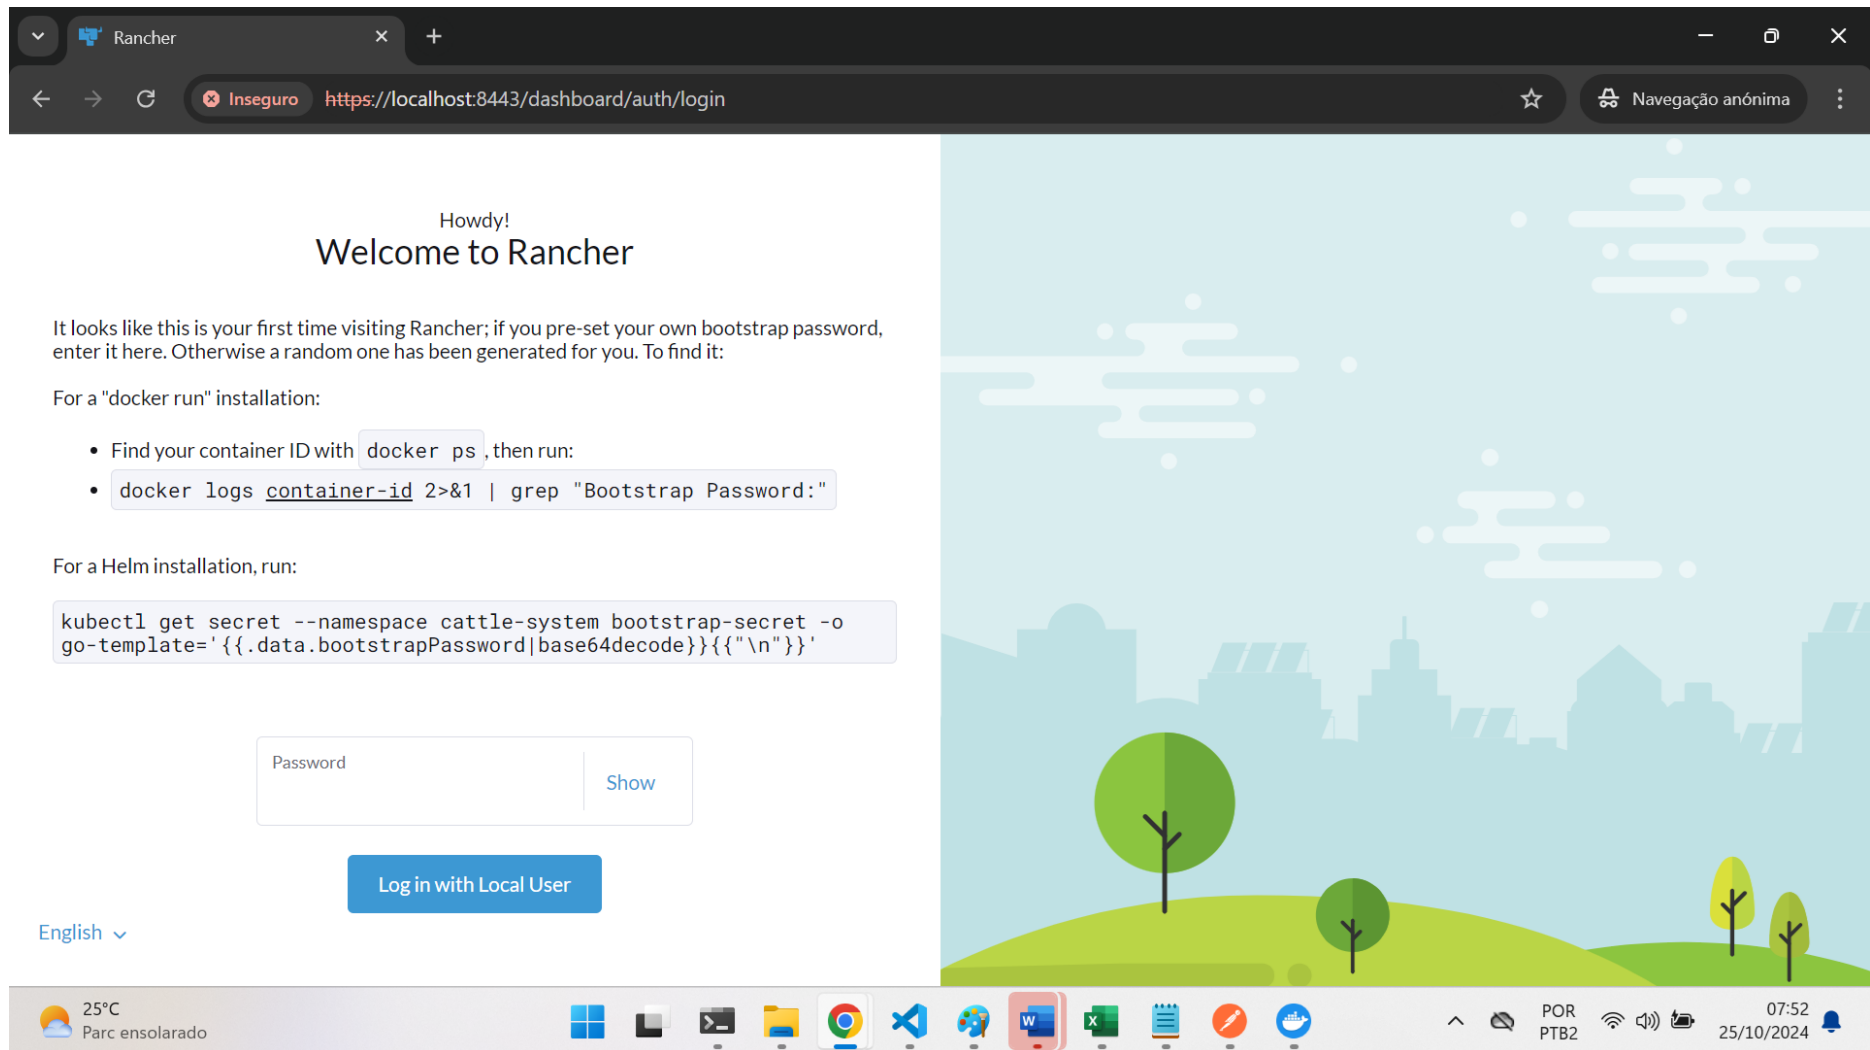 Rancher
Inseguro https://localhost:8443/dashboard/auth/login
Navegação anónima
Howdy!
Welcome to Rancher
It looks like this is your first time visiting Rancher; if you pre-set your own bootstrap password,
enter it here. Otherwise a random one has been generated for you. To find it:
For a "docker run" installation:
• Find your container ID with docker ps, then run:
• docker logs container-id 2>&1 | grep "Bootstrap Password:"
For a Helm installation, run:
kubectl get secret --namespace cattle-system bootstrap-secret -o
go-template='{{.data.bootstrapPassword|base64decode}}{{"\n"}}'
Password
Show
Log in with Local User
English
25°C
Parc ensolarado
W
X
POR
PTB2
07:52
25/10/2024